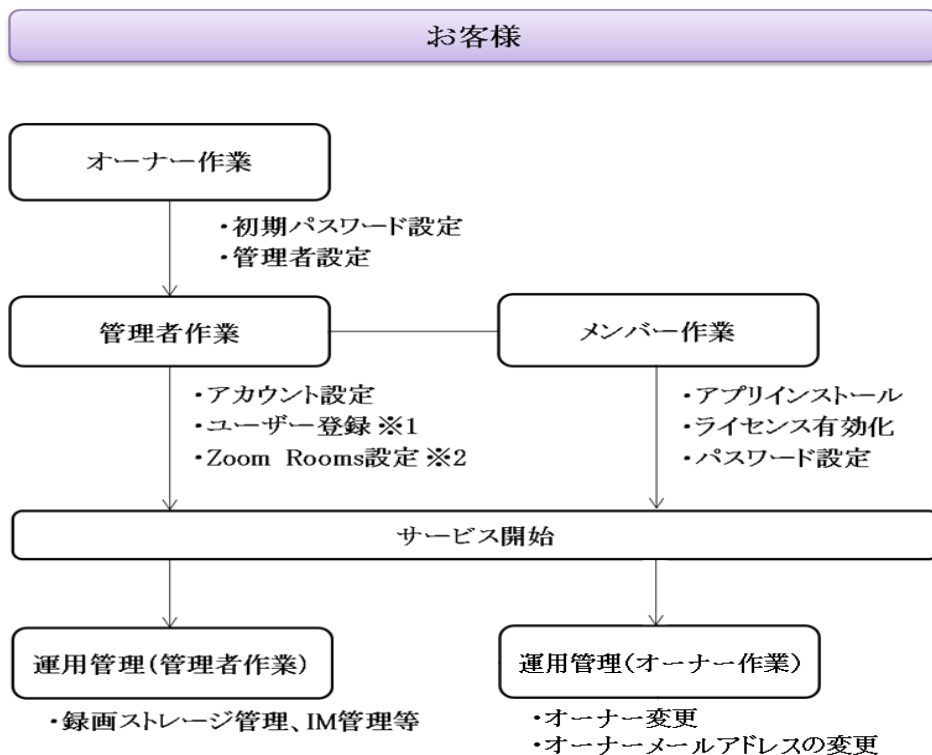 お客様
オーナー作業
・初期パスワード設定
・管理者設定
管理者作業
メンバー作業
・アカウント設定
・ユーザー登録 ※1
・Zoom Rooms設定 ※2
・アプリインストール
・ライセンス有効化
・パスワード設定
サービス開始
運用管理(管理者作業)
・録画ストレージ管理、IM管理等
運用管理(オーナー作業)
・オーナー変更
・オーナーメールアドレスの変更